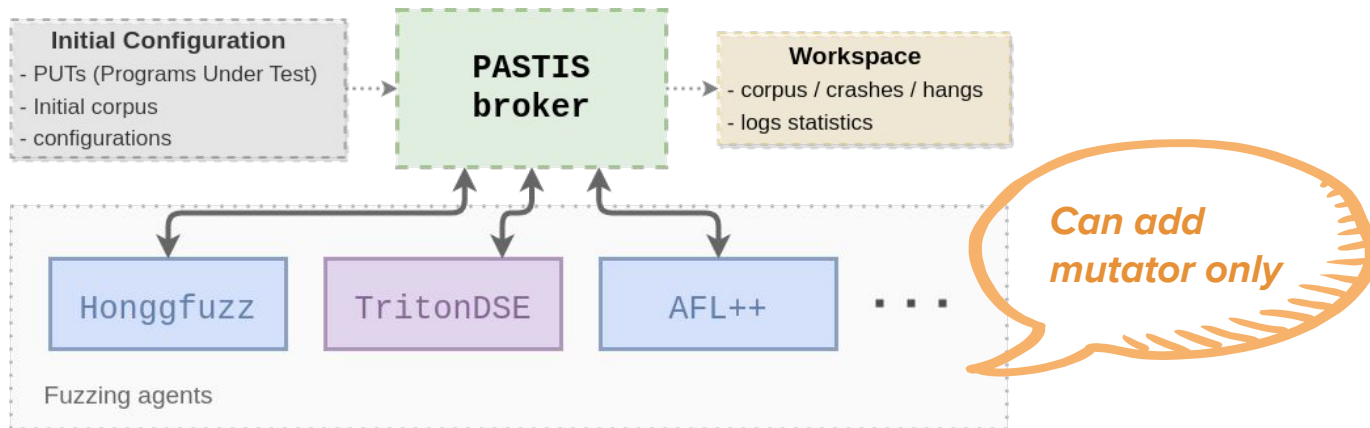 Initial Configuration
- PUTs (Programs Under Test)
- Initial corpus
- configurations
PASTIS
broker
Workspace
- corpus / crashes / hangs
- logs statistics
Can add
mutator only
Honggfuzz
TritonDSE
AFL++
...
Fuzzing agents